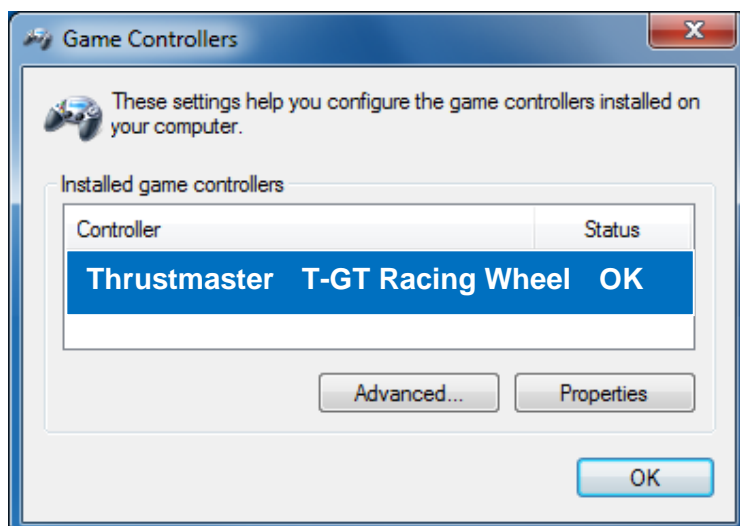 Game Controllers
These settings help you configure the game controllers installed on
your computer.
Installed game controllers
Controller Status
Thrustmaster T-GT Racing Wheel OK
Advanced... Properties
OK